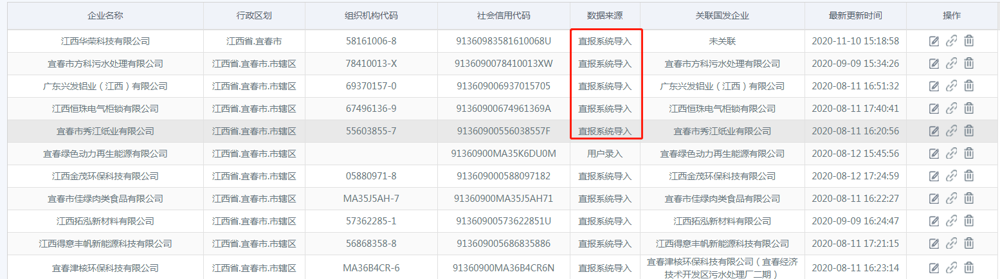 企业名称 行政区划 组织机构代码 社会信用代码 数据来源 关联国发企业 最新更新时间 操作
江西华荣科技有限公司 江西省.宜春市 58161006-8 91360983581610068U 直报系统导入 未关联 2020-11-10 15:18:58
宜春市方科污水处理有限公司 江西省.宜春市.市辖区 78410013-X 9136090078410013XW 直报系统导入 宜春市方科污水处理有限公司 2020-09-09 15:34:26
广东兴发铝业（江西）有限公司 江西省.宜春市.市辖区 69370157-0 913609006937015705 直报系统导入 广东兴发铝业（江西）有限公司 2020-08-11 16:51:32
江西恒珠电气柜锁有限公司 江西省.宜春市.市辖区 67496136-9 91360900674961369A 直报系统导入 江西恒珠电气柜锁有限公司 2020-08-11 17:40:41
宜春市秀江纸业有限公司 江西省.宜春市.市辖区 55603855-7 91360900556038557F 直报系统导入 宜春市秀江纸业有限公司 2020-08-11 16:20:56
宜春绿色动力再生能源有限公司 江西省.宜春市.市辖区 91360900MA35K6DU0M 用户录入 宜春绿色动力再生能源有限公司 2020-08-12 15:45:56
江西金茂环保科技有限公司 江西省.宜春市.市辖区 05880971-8 913609000588097182 直报系统导入 江西金茂环保科技有限公司 2020-08-12 17:24:59
宜春市佳绿肉类食品有限公司 江西省.宜春市.市辖区 MA35J5AH-7 91360900MA35J5AH71 直报系统导入 宜春市佳绿肉类食品有限公司 2020-08-11 16:22:27
江西拓泓新材料有限公司 江西省.宜春市.市辖区 57362285-1 91360900573622851U 直报系统导入 江西拓泓新材料有限公司 2020-09-09 16:24:47
江西得意丰帆新能源科技有限公司 江西省.宜春市.市辖区 56868358-8 913609005686835886 直报系统导入 江西得意丰帆新能源科技有限公司 2020-08-11 17:21:15
宜春津核环保科技有限公司 江西省.宜春市.市辖区 MA36B4CR-6 91360900MA36B4CR6N 直报系统导入 宜春津核环保科技有限公司（宜春经济 2020-08-11 16:23:14
技术开发区污水处理厂二期）